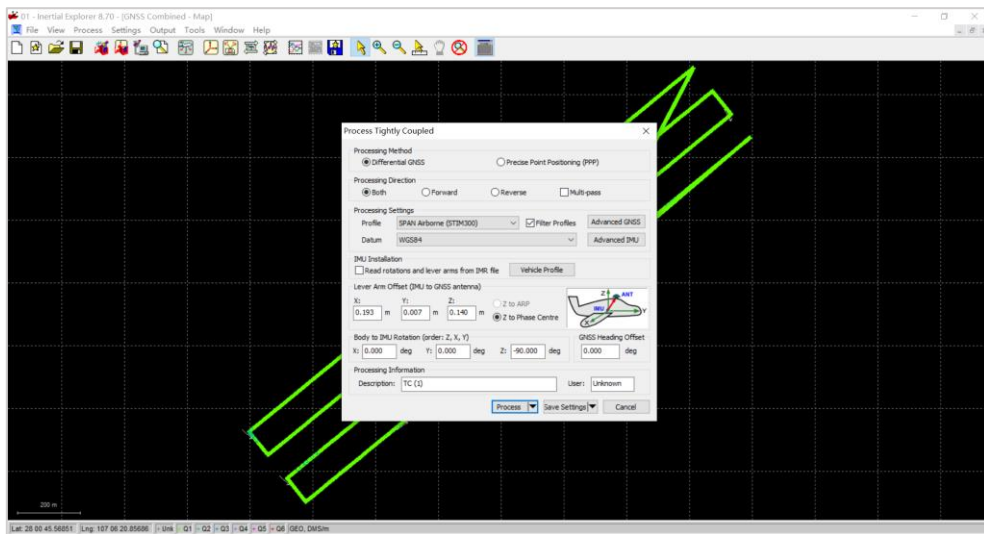 01 - Inertial Explorer 8.70 - [GNSS Combined - Map]
File View Process Settings Output Tools Window Help
Process Tightly Coupled
Processing Method
Differential GNSS Precise Point Positioning (PPP)
Processing Direction
Both Forward Reverse Multi-pass
Processing Settings
Profile SPAN Airborne (STIM300) Filter Profiles Advanced GNSS
Datum WGS84 Advanced IMU
IMU Installation
Read rotations and lever arms from IMR file Vehicle Profile
Lever Arm Offset (IMU to GNSS antenna)
X: Y: Z: Z to ARP
0.193 m 0.007 m 0.140 m Z to Phase Centre
Z ANT IMU Y X
Body to IMU Rotation (order: Z, X, Y) GNSS Heading Offset
X: 0.000 deg Y: 0.000 deg Z: -90.000 deg 0.000 deg
Processing Information
Description: TC (1) User: Unknown
Process Save Settings Cancel
200 m
Lat: 28 00 45.56851 Lng: 107 06 20.85686 Unk Q1 Q2 Q3 Q4 Q5 Q6 GEO, DMS/m